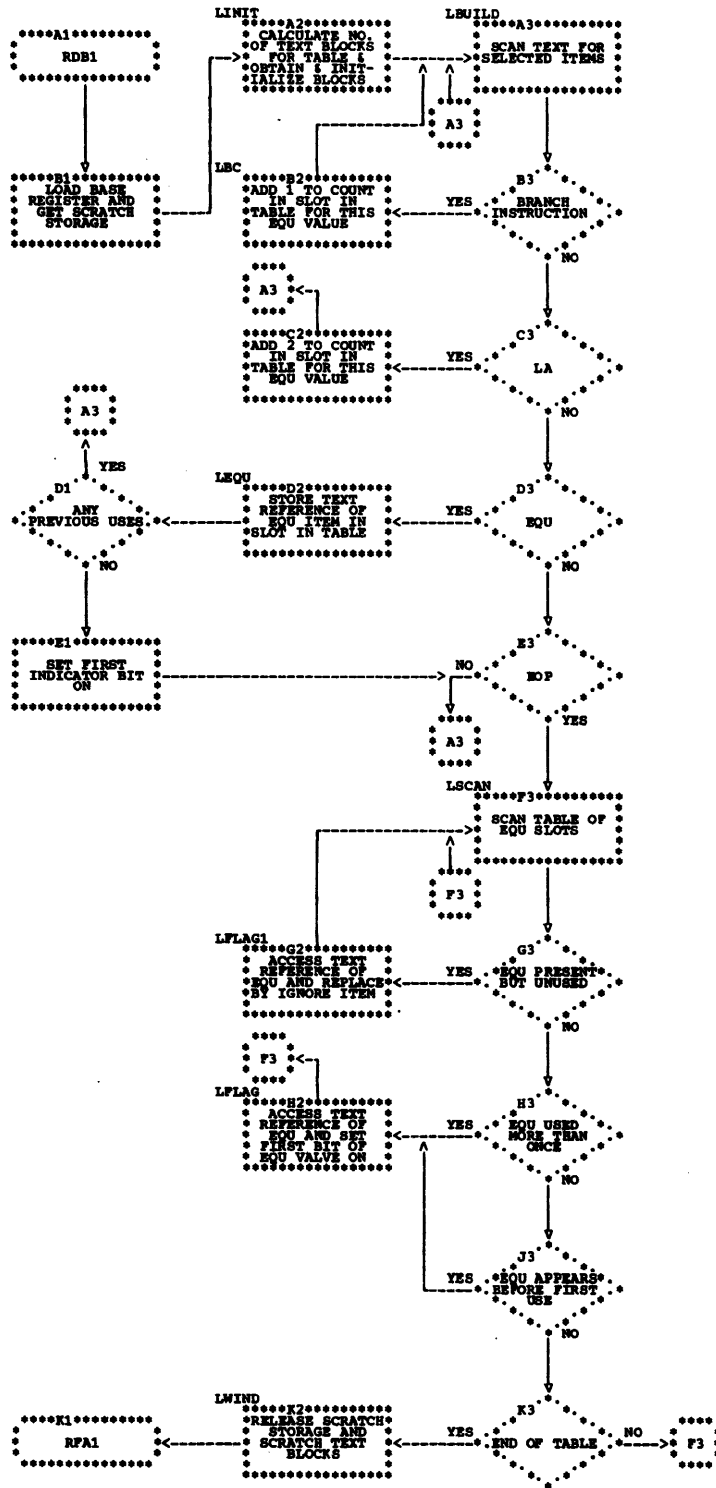 LINIT
LBUILD
A1
RDB1
A2
CALCULATE NO.
OF TEXT BLOCKS
FOR TABLE &
OBTAIN & INIT-
IALIZE BLOCKS
A3
SCAN TEXT FOR
SELECTED ITEMS
A3
LBC
B1
LOAD BASE
REGISTER AND
GET SCRATCH
STORAGE
B2
ADD 1 TO COUNT
IN SLOT IN
TABLE FOR THIS
EQU VALUE
YES
B3
BRANCH
INSTRUCTION
NO
A3
C2
ADD 2 TO COUNT
IN SLOT IN
TABLE FOR THIS
EQU VALUE
YES
C3
LA
NO
A3
YES
D1
ANY
PREVIOUS USES
NO
LEQU
D2
STORE TEXT
REFERENCE OF
EQU ITEM IN
SLOT IN TABLE
YES
D3
EQU
NO
E1
SET FIRST
INDICATOR BIT
ON
NO
E3
EOP
YES
A3
LSCAN
F3
SCAN TABLE OF
EQU SLOTS
F3
LFLAG1
G2
ACCESS TEXT
REFERENCE OF
EQU AND REPLACE
BY IGNORE ITEM
YES
G3
EQU PRESENT
BUT UNUSED
NO
F3
LFLAG
H2
ACCESS TEXT
REFERENCE OF
EQU AND SET
FIRST BIT OF
EQU VALVE ON
YES
H3
EQU USED
MORE THAN
ONCE
NO
YES
J3
EQU APPEARS
BEFORE FIRST
USE
NO
LWIND
K1
RFA1
K2
RELEASE SCRATCH
STORAGE AND
SCRATCH TEXT
BLOCKS
YES
K3
END OF TABLE
NO
F3